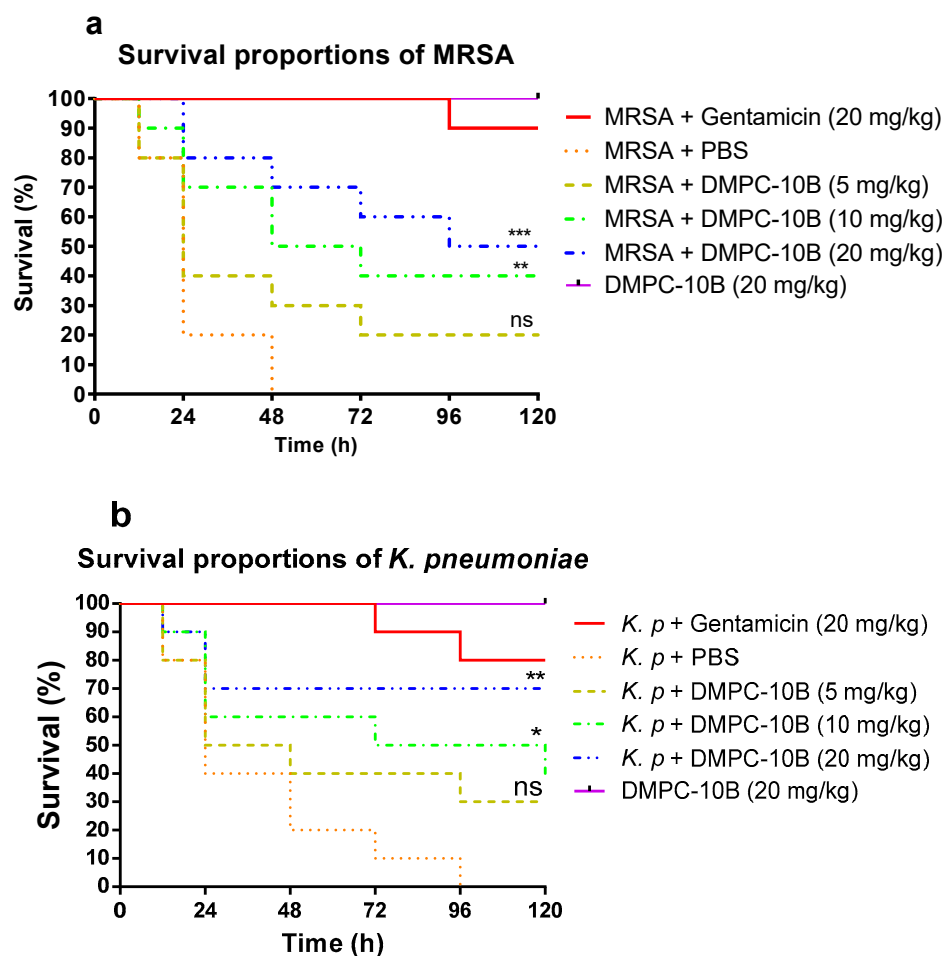 a
Survival proportions of MRSA
Survival (%)
100
90
80
70
60
50
40
30
20
10
0
0 24 48 72 96 120
Time (h)
***
**
ns
MRSA + Gentamicin (20 mg/kg)
MRSA + PBS
MRSA + DMPC-10B (5 mg/kg)
MRSA + DMPC-10B (10 mg/kg)
MRSA + DMPC-10B (20 mg/kg)
DMPC-10B (20 mg/kg)
b
Survival proportions of K. pneumoniae
Survival (%)
100
90
80
70
60
50
40
30
20
10
0
0 24 48 72 96 120
Time (h)
**
*
ns
K. p + Gentamicin (20 mg/kg)
K. p + PBS
K. p + DMPC-10B (5 mg/kg)
K. p + DMPC-10B (10 mg/kg)
K. p + DMPC-10B (20 mg/kg)
DMPC-10B (20 mg/kg)